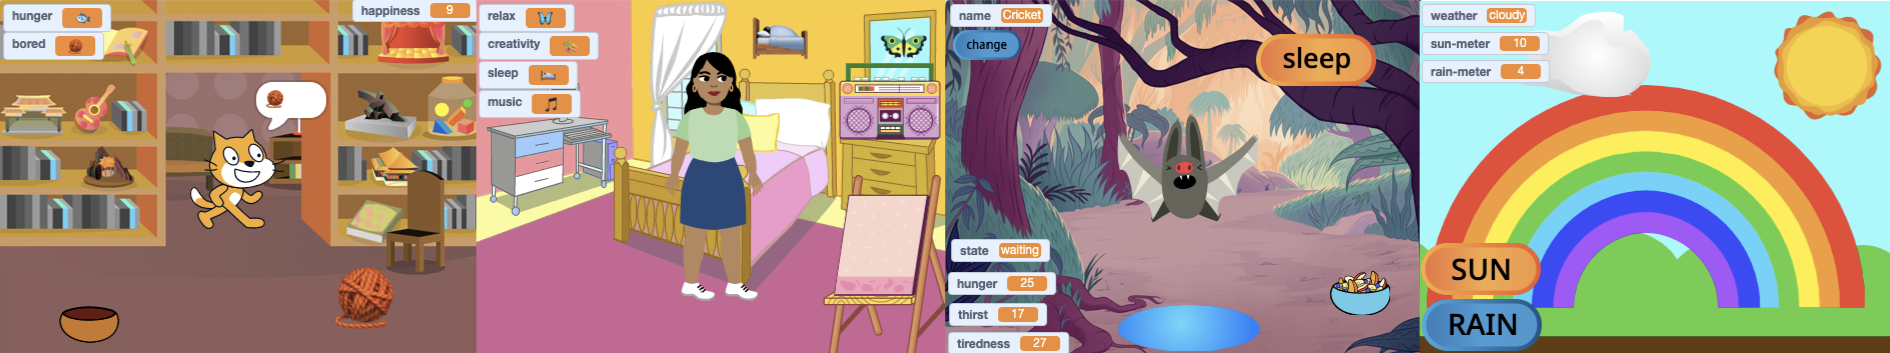 hunger
bored
happiness 9
relax
creativity
sleep
music
name Cricket
change
sleep
state waiting
hunger 25
thirst 17
tiredness 27
weather cloudy
sun-meter 10
rain-meter 4
SUN
RAIN